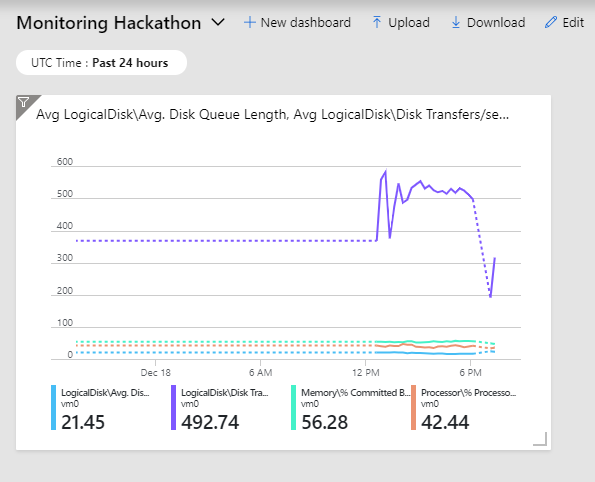 Monitoring Hackathon
New dashboard
Upload
Download
Edit
UTC Time : Past 24 hours
Avg LogicalDisk\Avg. Disk Queue Length, Avg LogicalDisk\Disk Transfers/se...
600
500
400
300
200
100
0
Dec 18
6 AM
12 PM
6 PM
LogicalDisk\Avg. Dis...
vm0
21.45
LogicalDisk\Disk Tra...
vm0
492.74
Memory\% Committed B...
vm0
56.28
Processor\% Processo...
vm0
42.44